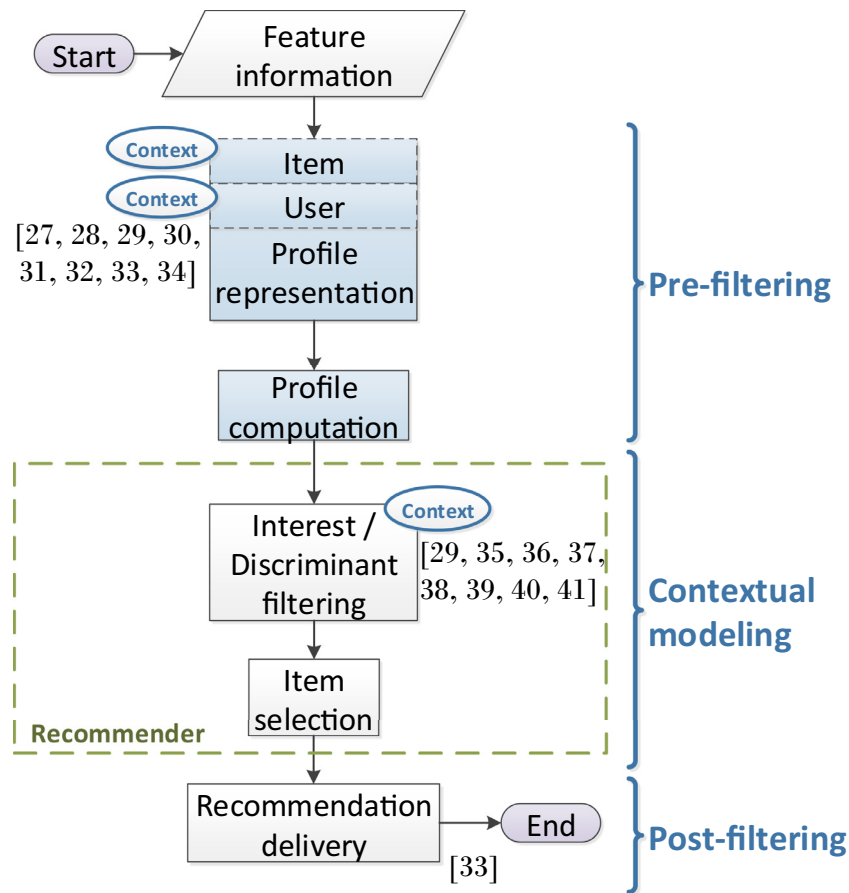 Start
Feature
information
Context
Item
Context
User
[27, 28, 29, 30,
31, 32, 33, 34]
Profile
representation
Pre-filtering
Profile
computation
Context
Interest /
Discriminant
filtering
[29, 35, 36, 37,
38, 39, 40, 41]
Contextual
modeling
Item
selection
Recommender
Recommendation
delivery
End
[33]
Post-filtering